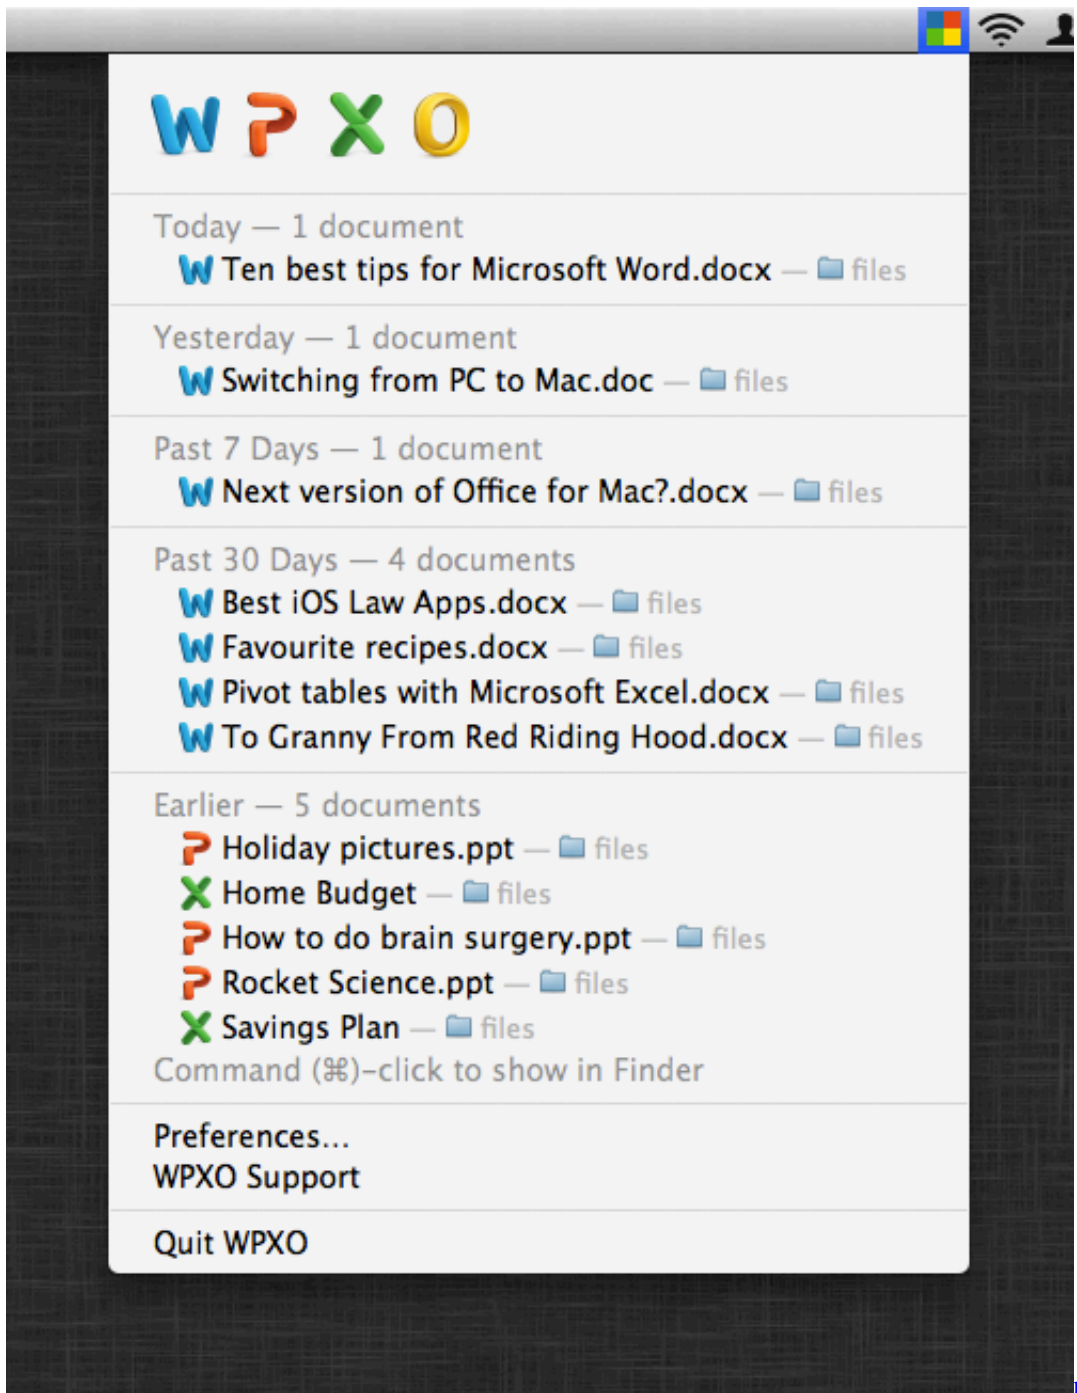 W P X O
Today — 1 document
Ten best tips for Microsoft Word.docx — files
Yesterday — 1 document
Switching from PC to Mac.doc — files
Past 7 Days — 1 document
Next version of Office for Mac?.docx — files
Past 30 Days — 4 documents
Best iOS Law Apps.docx — files
Favourite recipes.docx — files
Pivot tables with Microsoft Excel.docx — files
To Granny From Red Riding Hood.docx — files
Earlier — 5 documents
Holiday pictures.ppt — files
Home Budget — files
How to do brain surgery.ppt — files
Rocket Science.ppt — files
Savings Plan — files
Command (⌘)-click to show in Finder
Preferences...
WPXO Support
Quit WPXO